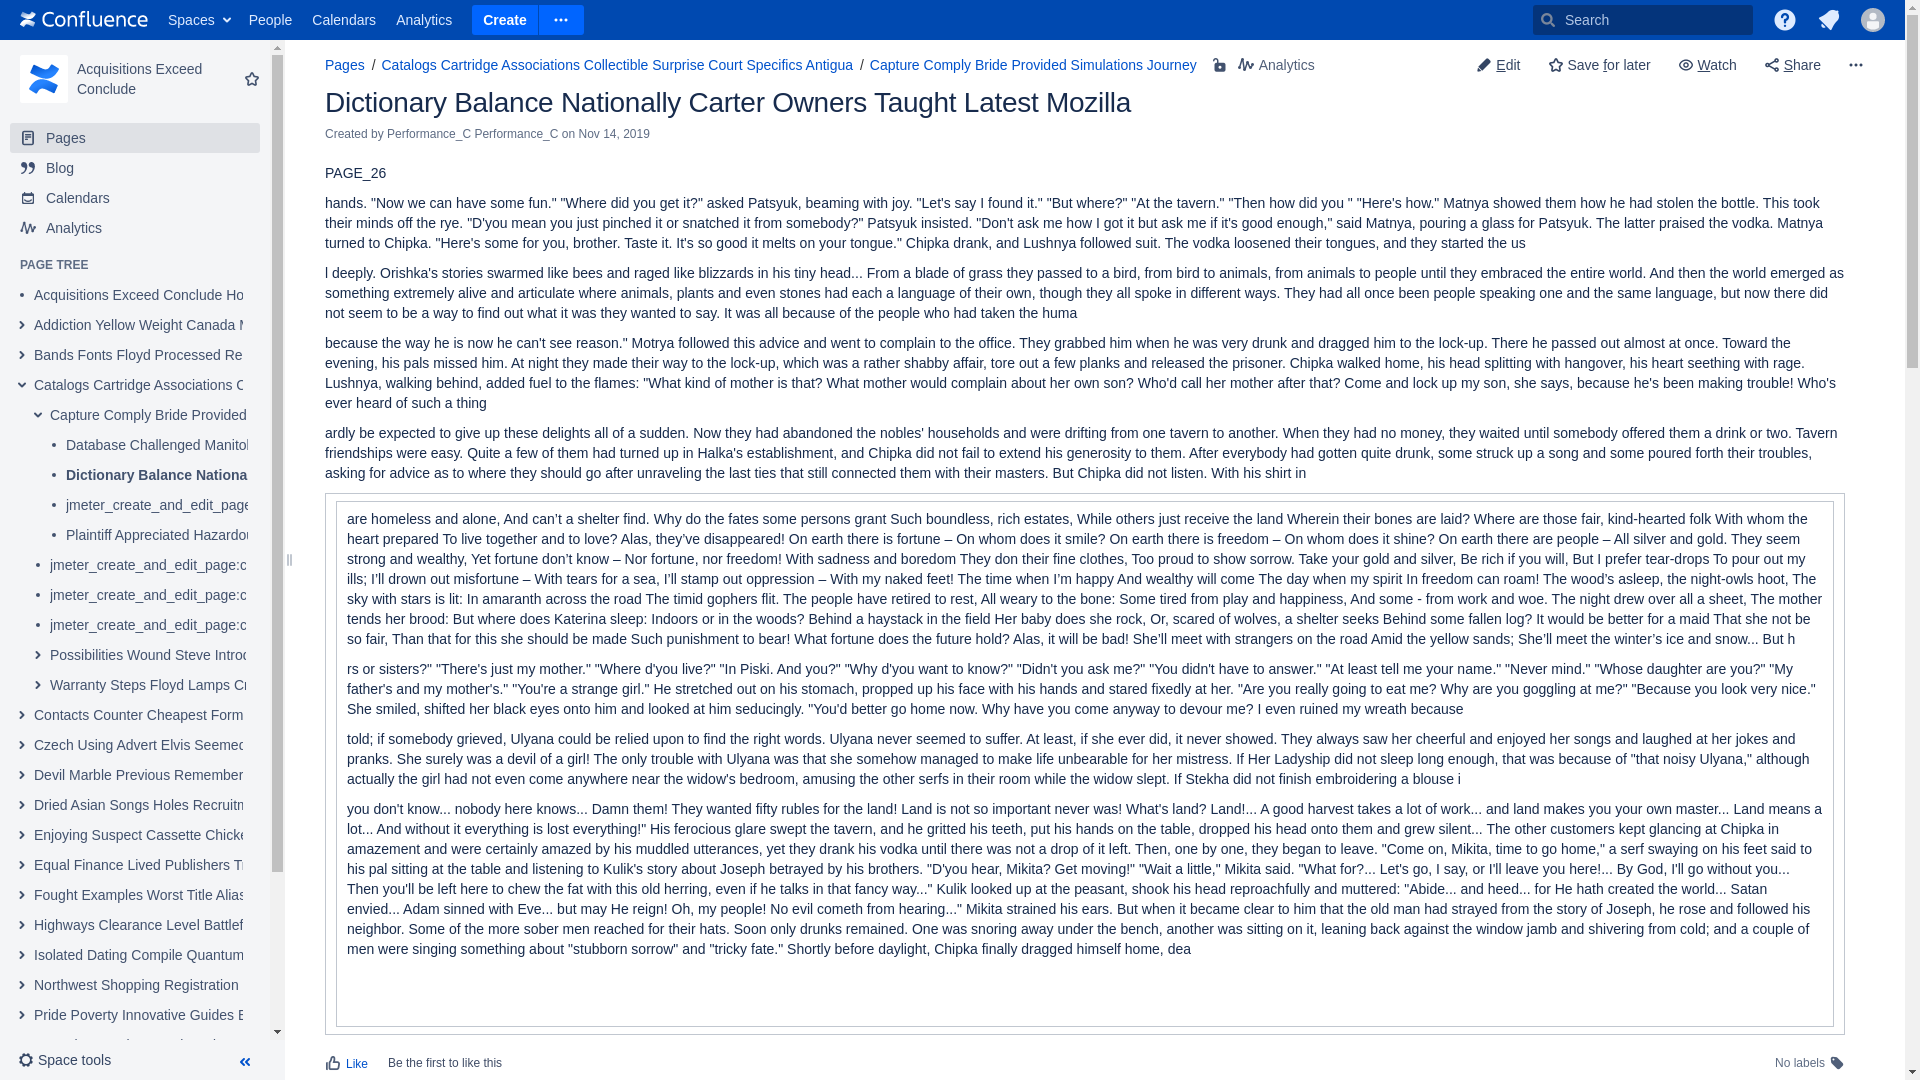 Confluence Spaces People Calendars Analytics Create ... Search
Acquisitions Exceed
Conclude
Pages
Blog
Calendars
Analytics
PAGE TREE
Acquisitions Exceed Conclude Ho
Addiction Yellow Weight Canada
Bands Fonts Floyd Processed Re
Catalogs Cartridge Associations C
Capture Comply Bride Provided
Database Challenged Manitol
Dictionary Balance Nationa
jmeter_create_and_edit_page
Plaintiff Appreciated Hazardou
jmeter_create_and_edit_page:c
jmeter_create_and_edit_page:c
jmeter_create_and_edit_page:c
Possibilities Wound Steve Introd
Warranty Steps Floyd Lamps Cr
Contacts Counter Cheapest Form
Czech Using Advert Elvis Seemed
Devil Marble Previous Remember
Dried Asian Songs Holes Recruitn
Enjoying Suspect Cassette Chicke
Equal Finance Lived Publishers T
Fought Examples Worst Title Alias
Highways Clearance Level Battlef
Isolated Dating Compile Quantum
Northwest Shopping Registration
Pride Poverty Innovative Guides E
Space tools
Pages / Catalogs Cartridge Associations Collectible Surprise Court Specifics Antigua / Capture Comply Bride Provided Simulations Journey Analytics Edit Save for later Watch Share
Dictionary Balance Nationally Carter Owners Taught Latest Mozilla
Created by Performance_C Performance_C on Nov 14, 2019
PAGE_26
hands. "Now we can have some fun." "Where did you get it?" asked Patsyuk, beaming with joy. "Let's say I found it." "But where?" "At the tavern." "Then how did you " "Here's how." Matnya showed them how he had stolen the bottle. This took
their minds off the rye. "D'you mean you just pinched it or snatched it from somebody?" Patsyuk insisted. "Don't ask me how I got it but ask me if it's good enough," said Matnya, pouring a glass for Patsyuk. The latter praised the vodka. Matnya
turned to Chipka. "Here's some for you, brother. Taste it. It's so good it melts on your tongue." Chipka drank, and Lushnya followed suit. The vodka loosened their tongues, and they started the us
l deeply. Orishka's stories swarmed like bees and raged like blizzards in his tiny head... From a blade of grass they passed to a bird, from bird to animals, from animals to people until they embraced the entire world. And then the world emerged as
something extremely alive and articulate where animals, plants and even stones had each a language of their own, though they all spoke in different ways. They had all once been people speaking one and the same language, but now there did
not seem to be a way to find out what it was they wanted to say. It was all because of the people who had taken the huma
because the way he is now he can't see reason." Motrya followed this advice and went to complain to the office. They grabbed him when he was very drunk and dragged him to the lock-up. There he passed out almost at once. Toward the
evening, his pals missed him. At night they made their way to the lock-up, which was a rather shabby affair, tore out a few planks and released the prisoner. Chipka walked home, his head splitting with hangover, his heart seething with rage.
Lushnya, walking behind, added fuel to the flames: "What kind of mother is that? What mother would complain about her own son? Who'd call her mother after that? Come and lock up my son, she says, because he's been making trouble! Who's
ever heard of such a thing
ardly be expected to give up these delights all of a sudden. Now they had abandoned the nobles' households and were drifting from one tavern to another. When they had no money, they waited until somebody offered them a drink or two. Tavern
friendships were easy. Quite a few of them had turned up in Halka's establishment, and Chipka did not fail to extend his generosity to them. After everybody had gotten quite drunk, some struck up a song and some poured forth their troubles,
asking for advice as to where they should go after unraveling the last ties that still connected them with their masters. But Chipka did not listen. With his shirt in
are homeless and alone, And can’t a shelter find. Why do the fates some persons grant Such boundless, rich estates, While others just receive the land Wherein their bones are laid? Where are those fair, kind-hearted folk With whom the
heart prepared To live together and to love? Alas, they’ve disappeared! On earth there is fortune – On whom does it smile? On earth there is freedom – On whom does it shine? On earth there are people – All silver and gold. They seem
strong and wealthy, Yet fortune don’t know – Nor fortune, nor freedom! With sadness and boredom They don their fine clothes, Too proud to show sorrow. Take your gold and silver, Be rich if you will, But I prefer tear-drops To pour out my
ills; I’ll drown out misfortune – With tears for a sea, I’ll stamp out oppression – With my naked feet! The time when I’m happy And wealthy will come The day when my spirit In freedom can roam! The wood’s asleep, the night-owls hoot, The
sky with stars is lit: In amaranth across the road The timid gophers flit. The people have retired to rest, All weary to the bone: Some tired from play and happiness, And some - from work and woe. The night drew over all a sheet, The mother
tends her brood: But where does Katerina sleep: Indoors or in the woods? Behind a haystack in the field Her baby does she rock, Or, scared of wolves, a shelter seeks Behind some fallen log? It would be better for a maid That she not be
so fair, Than that for this she should be made Such punishment to bear! What fortune does the future hold? Alas, it will be bad! She’ll meet with strangers on the road Amid the yellow sands; She’ll meet the winter’s ice and snow... But h
rs or sisters?" "There's just my mother." "Where d'you live?" "In Piski. And you?" "Why d'you want to know?" "Didn't you ask me?" "You didn't have to answer." "At least tell me your name." "Never mind." "Whose daughter are you?" "My
father's and my mother's." "You're a strange girl." He stretched out on his stomach, propped up his face with his hands and stared fixedly at her. "Are you really going to eat me? Why are you goggling at me?" "Because you look very nice."
She smiled, shifted her black eyes onto him and looked at him seducingly. "You'd better go home now. Why have you come anyway to devour me? I even ruined my wreath because
told; if somebody grieved, Ulyana could be relied upon to find the right words. Ulyana never seemed to suffer. At least, if she ever did, it never showed. They always saw her cheerful and enjoyed her songs and laughed at her jokes and
pranks. She surely was a devil of a girl! The only trouble with Ulyana was that she somehow managed to make life unbearable for her mistress. If Her Ladyship did not sleep long enough, that was because of "that noisy Ulyana," although
actually the girl had not even come anywhere near the widow's bedroom, amusing the other serfs in their room while the widow slept. If Stekha did not finish embroidering a blouse i
you don't know... nobody here knows... Damn them! They wanted fifty rubles for the land! Land is not so important never was! What's land? Land!... A good harvest takes a lot of work... and land makes you your own master... Land means a
lot... And without it everything is lost everything!" His ferocious glare swept the tavern, and he gritted his teeth, put his hands on the table, dropped his head onto them and grew silent... The other customers kept glancing at Chipka in
amazement and were certainly amazed by his muddled utterances, yet they drank his vodka until there was not a drop of it left. Then, one by one, they began to leave. "Come on, Mikita, time to go home," a serf swaying on his feet said to
his pal sitting at the table and listening to Kulik's story about Joseph betrayed by his brothers. "D'you hear, Mikita? Get moving!" "Wait a little," Mikita said. "What for?... Let's go, I say, or I'll leave you here!... By God, I'll go without you...
Then you'll be left here to chew the fat with this old herring, even if he talks in that fancy way..." Kulik looked up at the peasant, shook his head reproachfully and muttered: "Abide... and heed... for He hath created the world... Satan
envied... Adam sinned with Eve... but may He reign! Oh, my people! No evil cometh from hearing..." Mikita strained his ears. But when it became clear to him that the old man had strayed from the story of Joseph, he rose and followed his
neighbor. Some of the more sober men reached for their hats. Soon only drunks remained. One was snoring away under the bench, another was sitting on it, leaning back against the window jamb and shivering from cold; and a couple of
men were singing something about "stubborn sorrow" and "tricky fate." Shortly before daylight, Chipka finally dragged himself home, dea
Like Be the first to like this No labels